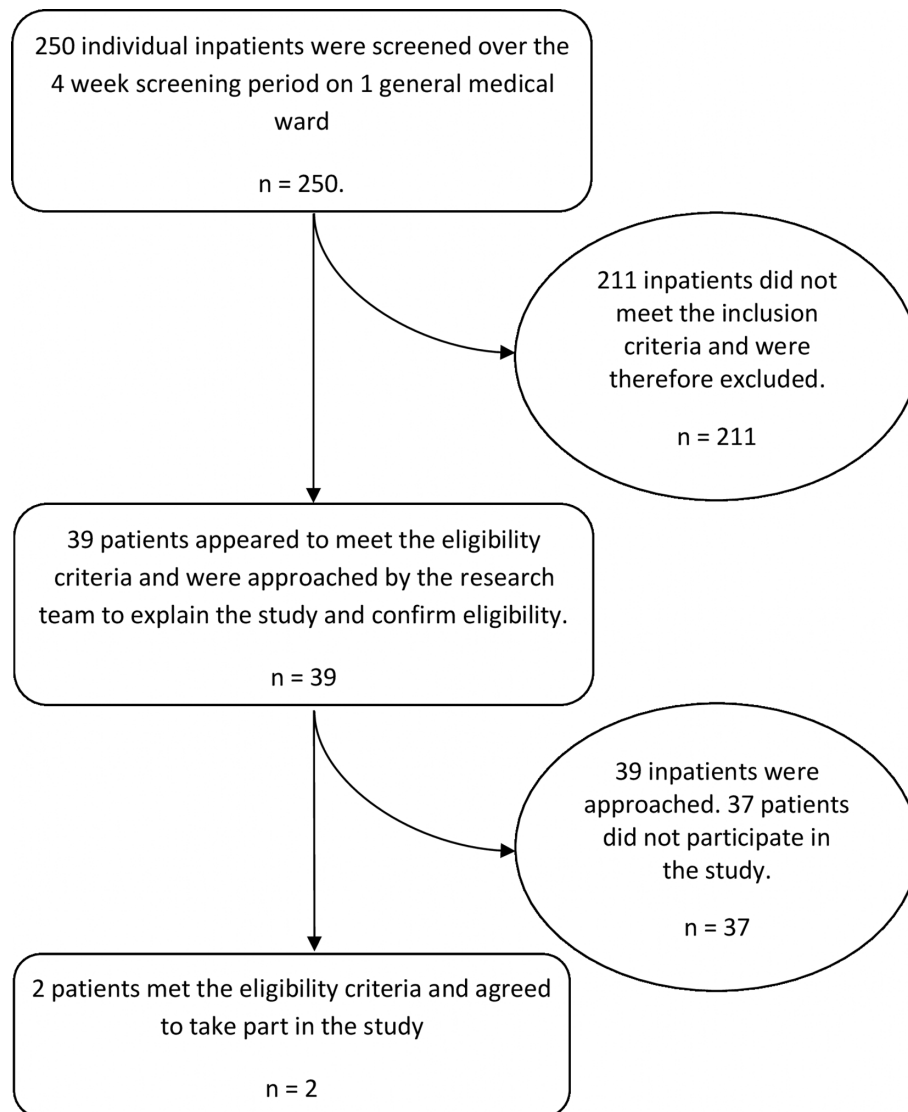 250 individual inpatients were screened over the
4 week screening period on 1 general medical
ward
n = 250.
211 inpatients did not
meet the inclusion
criteria and were
therefore excluded.
n = 211
39 patients appeared to meet the eligibility
criteria and were approached by the research
team to explain the study and confirm eligibility.
n = 39
39 inpatients were
approached. 37 patients
did not participate in
the study.
n = 37
2 patients met the eligibility criteria and agreed
to take part in the study
n = 2